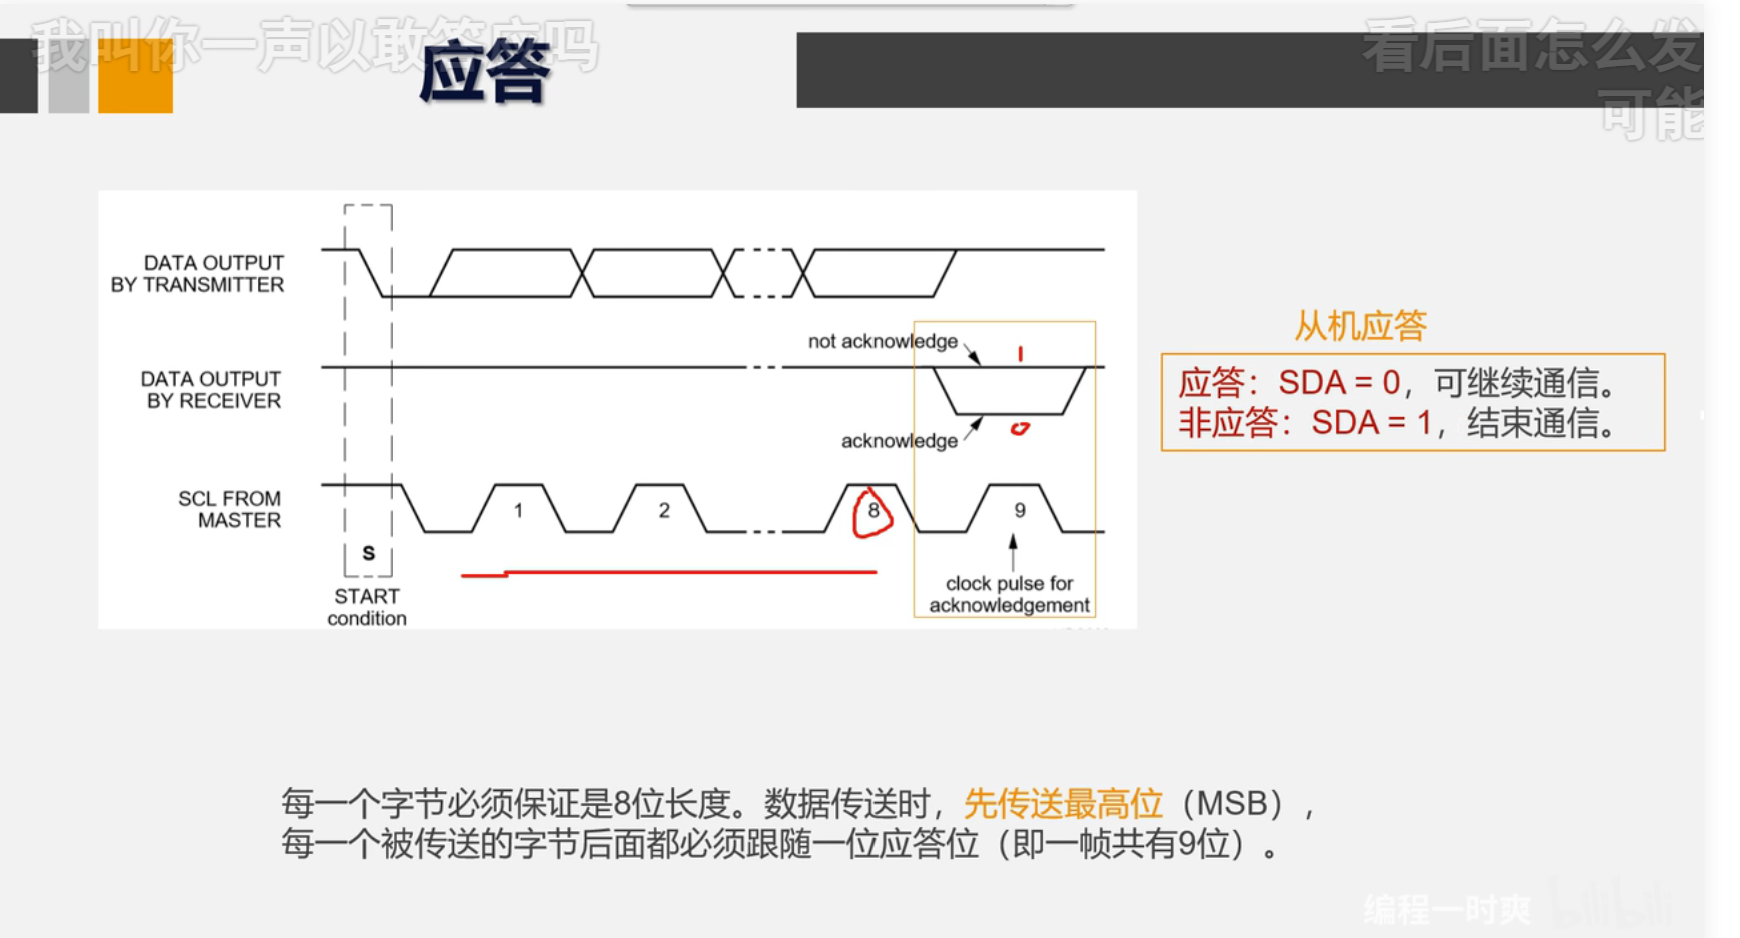 我叫你一声以敢答应吗
应答
看后面怎么发
可能
DATA OUTPUT
BY TRANSMITTER
not acknowledge
1
DATA OUTPUT
BY RECEIVER
acknowledge
0
SCL FROM
MASTER
1
2
8
9
S
START
condition
clock pulse for
acknowledgement
从机应答
应答：SDA = 0，可继续通信。
非应答：SDA = 1，结束通信。
每一个字节必须保证是8位长度。数据传送时，先传送最高位（MSB），
每一个被传送的字节后面都必须跟随一位应答位（即一帧共有9位）。
编程一时爽 bilibili